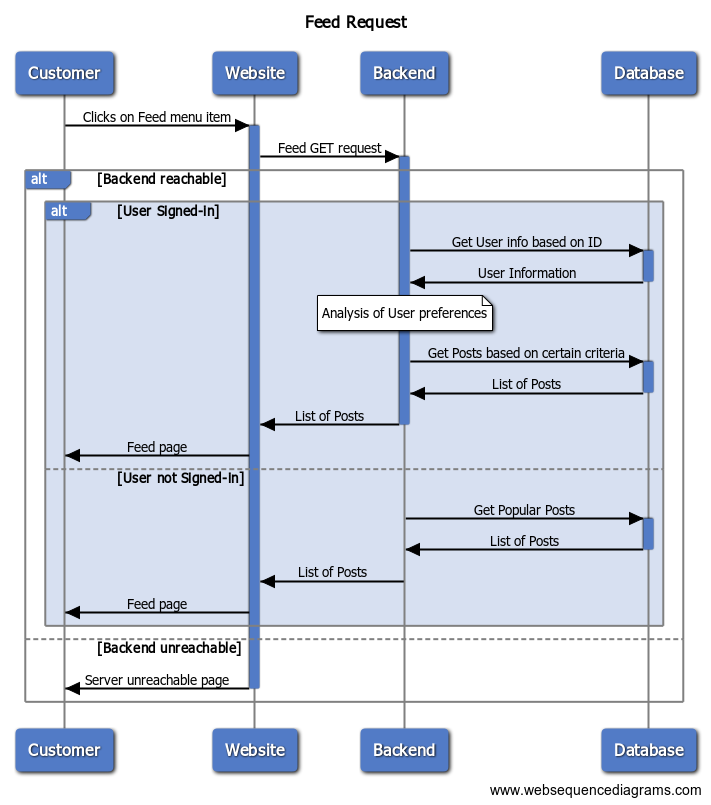 Feed Request
Customer
Website
Backend
Database
Clicks on Feed menu item
Feed GET request
alt [Backend reachable]
alt [User Signed-in]
Get User info based on ID
User Information
Analysis of User preferences
Get Posts based on certain criteria
List of Posts
List of Posts
Feed page
[User not Signed-in]
Get Popular Posts
List of Posts
List of Posts
Feed page
[Backend unreachable]
Server unreachable page
Customer
Website
Backend
Database
www.websequencediagrams.com